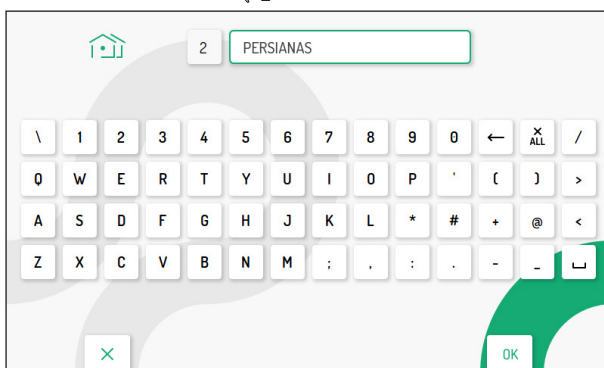 2 PERSIANAS
\ 1 2 3 4 5 6 7 8 9 0 ← × ALL /
Q W E R T Y U I O P ' ( ) >
A S D F G H J K L * # + @ <
Z X C V B N M ; , : . - _ ⌴
× OK